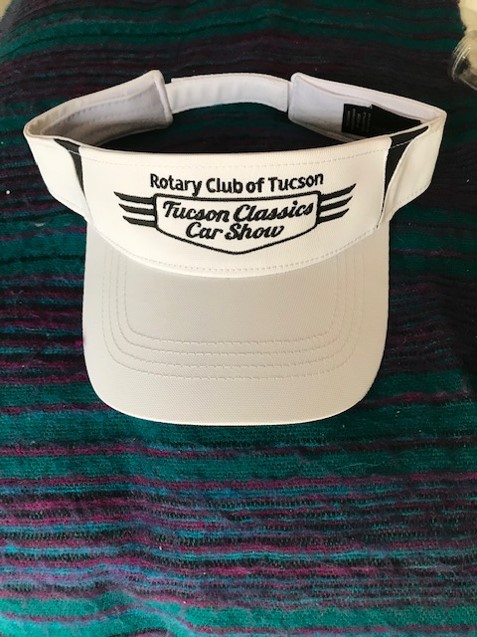 Rotary Club of Tucson
Tucson Classics
Car Show